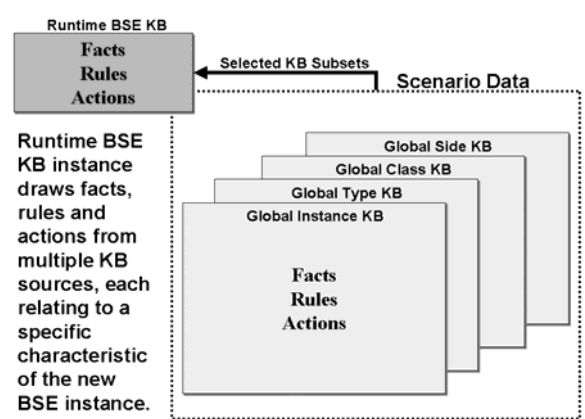 Runtime BSE KB
Facts
Rules
Actions
Selected KB Subsets
Scenario Data
Runtime BSE
KB instance
draws facts,
rules and
actions from
multiple KB
sources, each
relating to a
specific
characteristic
of the new
BSE instance.
Global Side KB
Global Class KB
Global Type KB
Global Instance KB
Facts
Rules
Actions